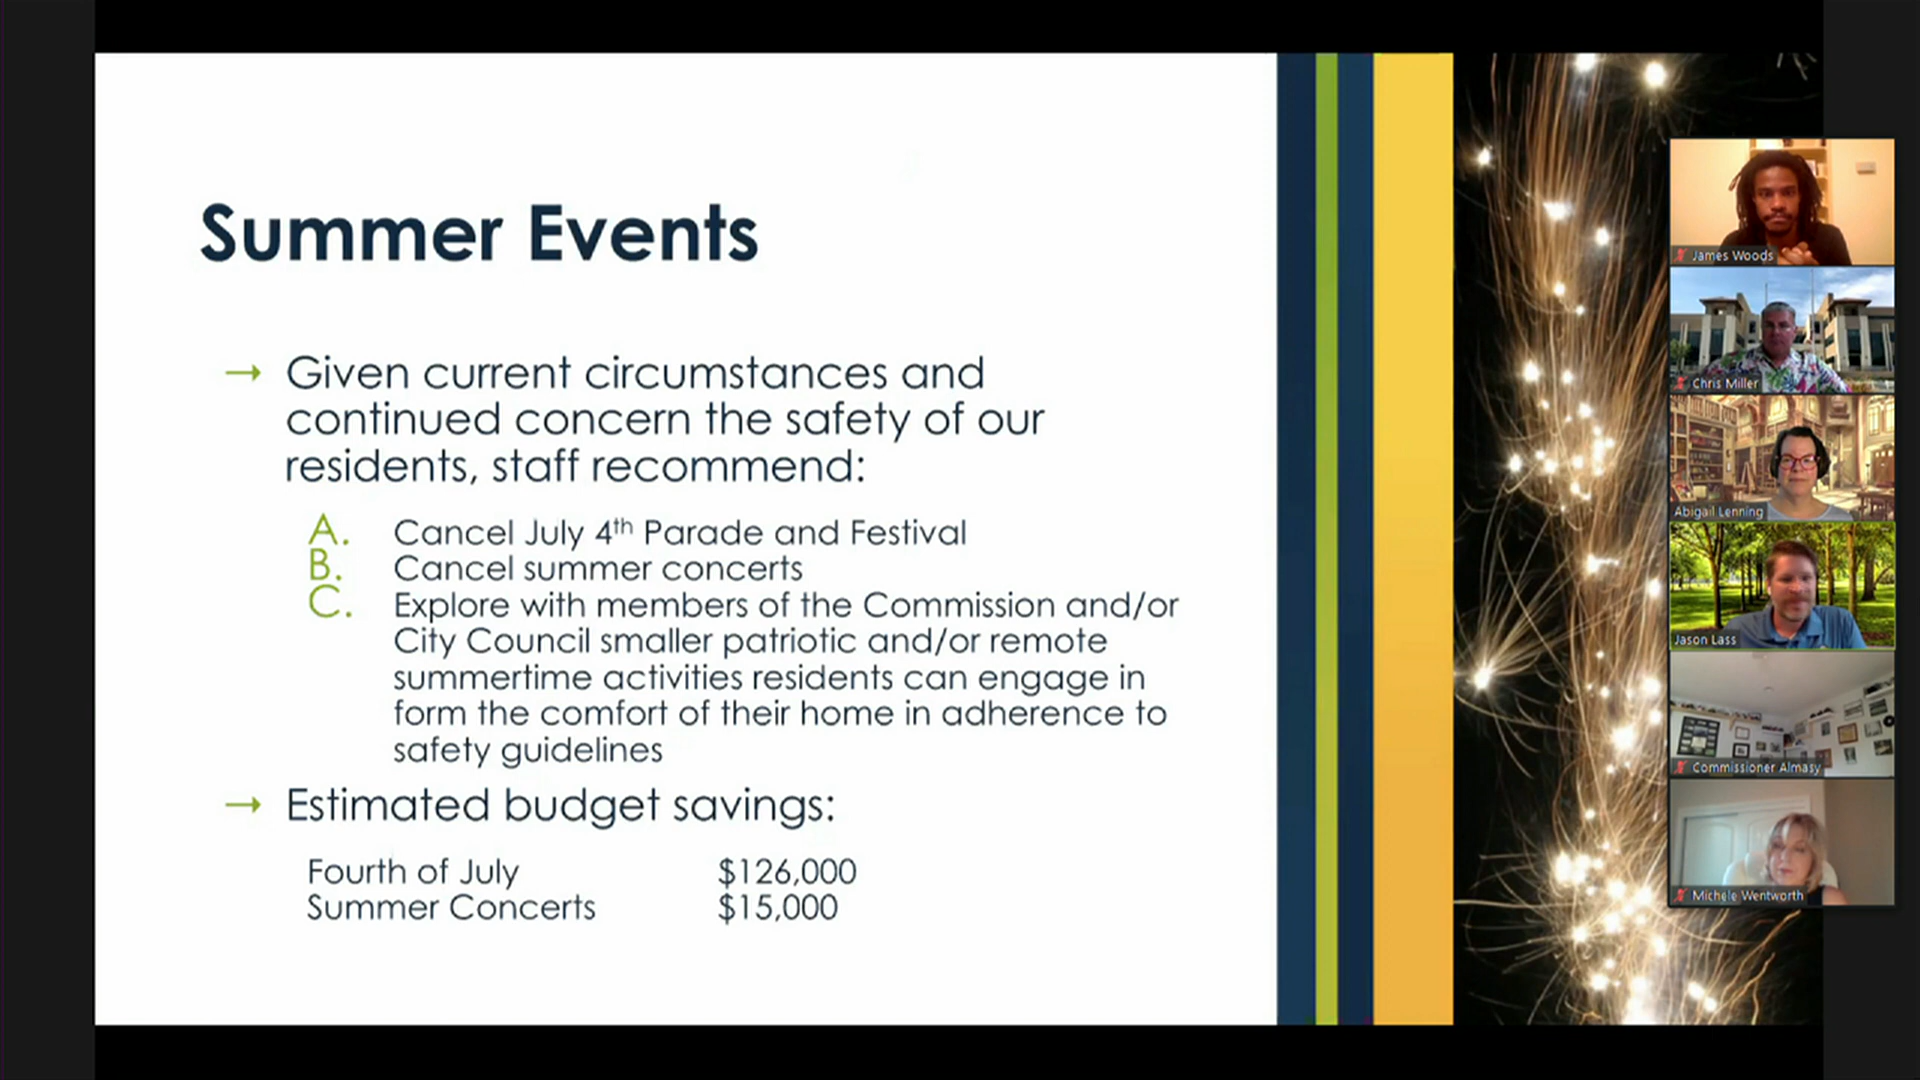 Summer Events
→ Given current circumstances and
continued concern the safety of our
residents, staff recommend:
A. Cancel July 4th Parade and Festival
B. Cancel summer concerts
C. Explore with members of the Commission and/or
City Council smaller patriotic and/or remote
summertime activities residents can engage in
form the comfort of their home in adherence to
safety guidelines
→ Estimated budget savings:
Fourth of July $126,000
Summer Concerts $15,000
James Woods
Chris Miller
Abigail Lenning
Jason Lass
Commissioner Almasy
Michele Wentworth